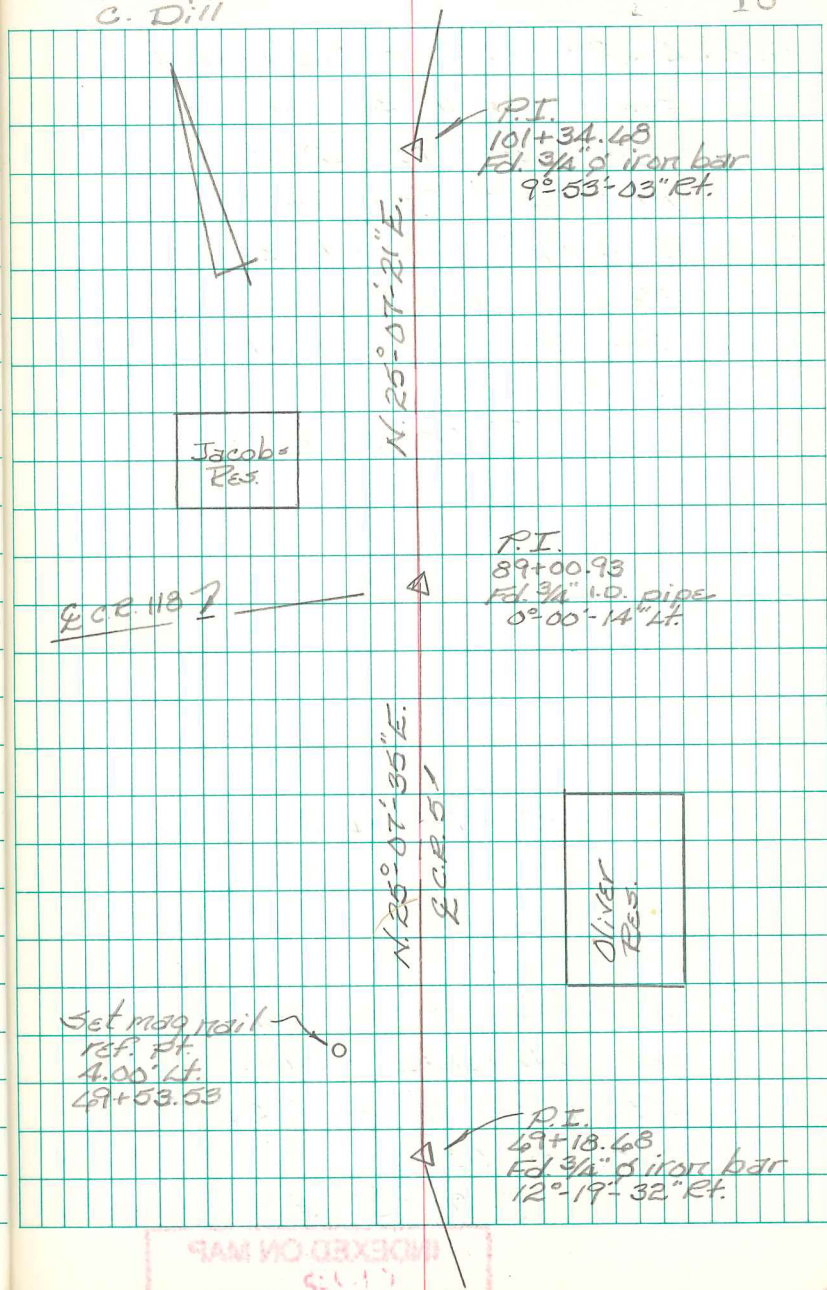 C. Dill
P.I.
101+34.48
Fd. 3/4" ø iron bar
9°-53'-03" Rt.
N. 25°-07'-21" E.
Jacobs
Res.
P.I.
89+00.93
Fd. 3/4" I.D. pipe
0°-00'-14" Lt.
℄ C.R. 118
N. 25°-07'-35" E.
℄ C.R. 51
Oliver
Res.
Set mag nail
ref. pt.
4.00' Lt.
49+53.53
P.I.
49+18.48
Fd. 3/4" ø iron bar
12°-19'-32" Rt.
INDEXED ON MAP